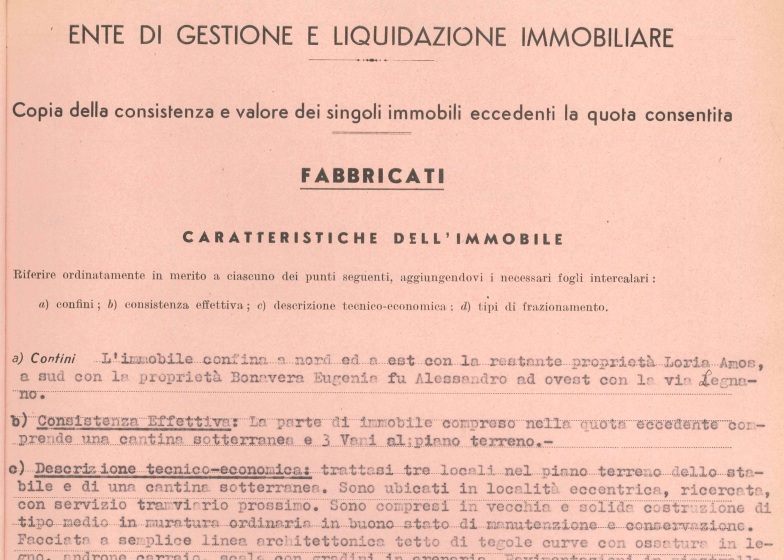 ENTE DI GESTIONE E LIQUIDAZIONE IMMOBILIARE
Copia della consistenza e valore dei singoli immobili eccedenti la quota consentita
FABBRICATI
CARATTERISTICHE DELL'IMMOBILE
Riferire ordinatamente in merito a ciascuno dei punti seguenti, aggiungendovi i necessari fogli intercalari:
a) confini; b) consistenza effettiva; c) descrizione tecnico-economica; d) tipi di frazionamento.
a) Confini L'immobile confina a nord ed a est con la restante proprietà Loria Amos,
a sud con la proprietà Bonavera Eugenia fu Alessandro ad ovest con la via Legna-
no.
b) Consistenza Effettiva: La parte di immobile compreso nella quota eccedente com-
prende una cantina sotterranea e 3 Vani al;piano terreno.-
c) Descrizione tecnico-economica: trattasi tre locali nel piano terreno dello sta-
bile e di una cantina sotterranea. Sono ubicati in località eccentrica, ricercata,
con servizio tramviario prossimo. Sono compresi in vecchia e solida costruzione di
tipo medio in muratura ordinaria in buono stato di manutenzione e conservazione.
Facciata a semplice linea architettonica tetto di tegole curve con ossatura in le-
gno, androne carraio, scala con gradini in